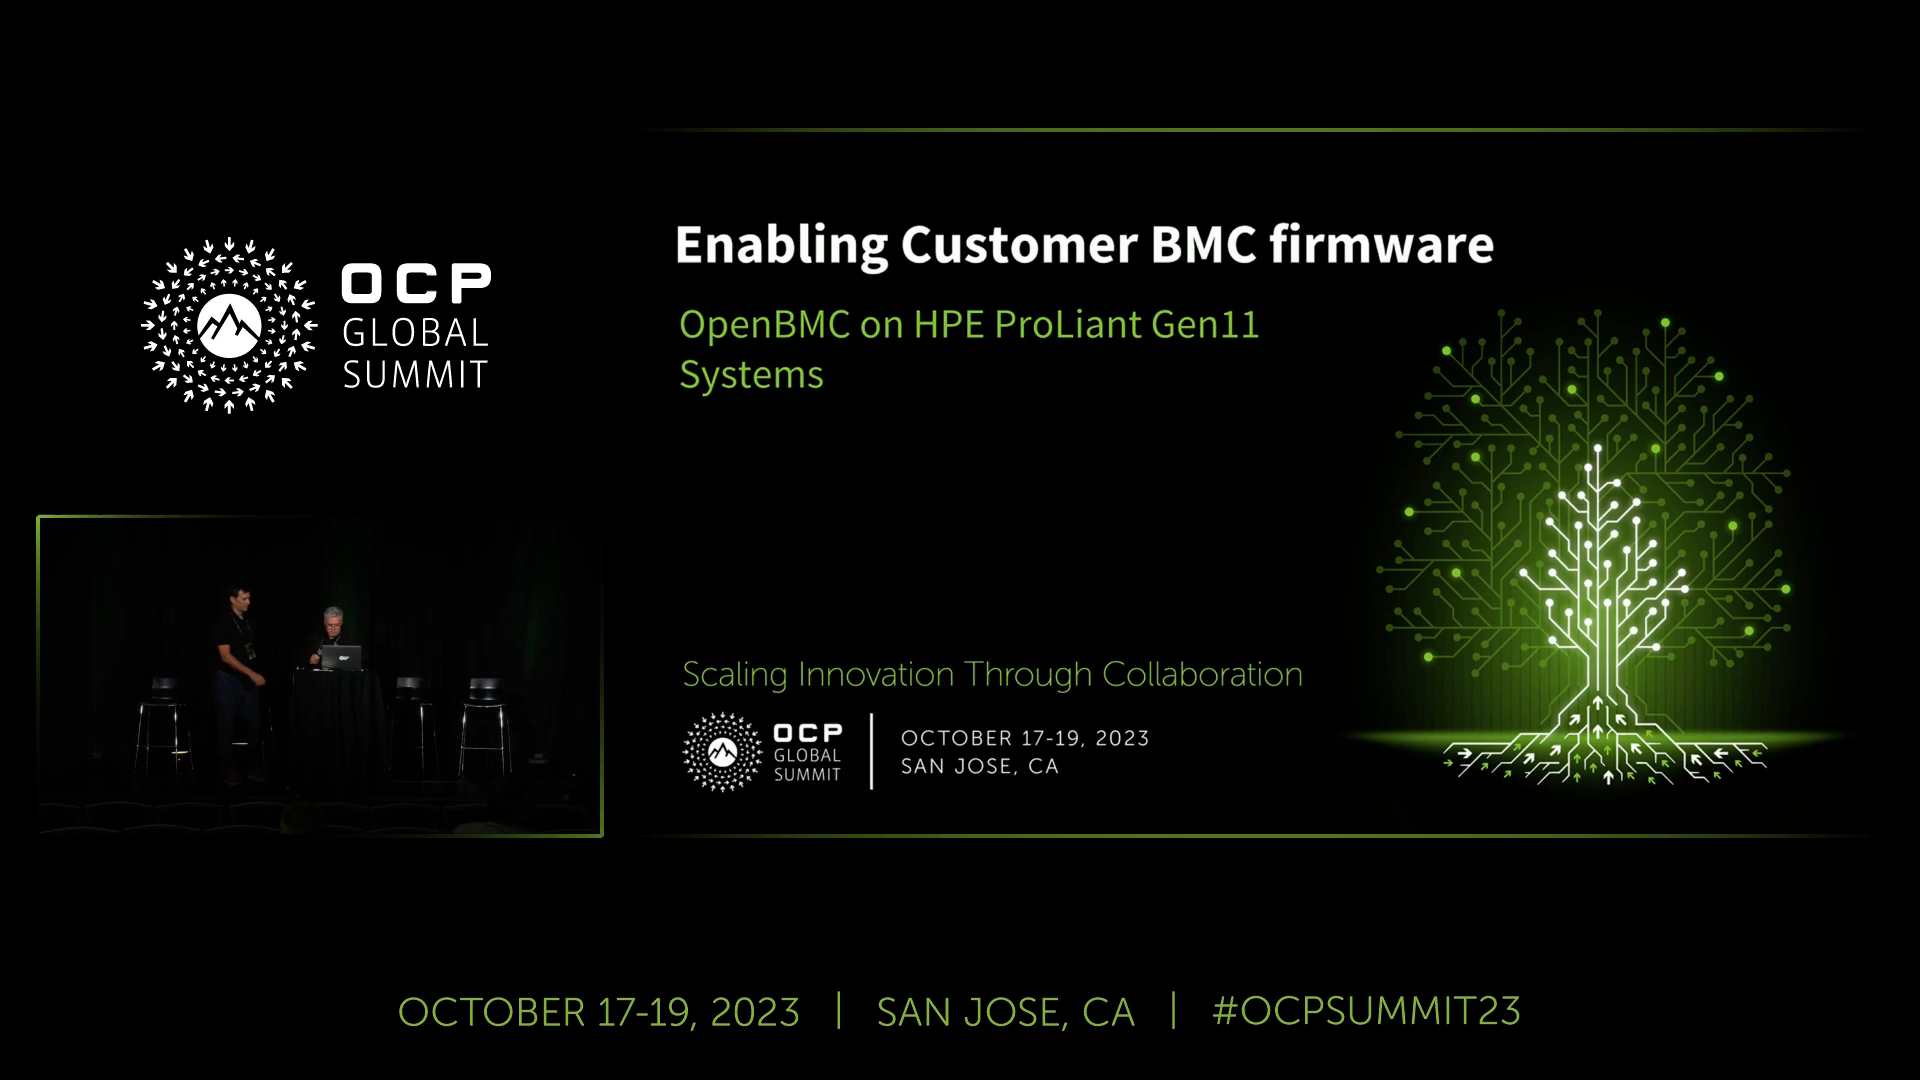 OCP
GLOBAL
SUMMIT
Enabling Customer BMC firmware
OpenBMC on HPE ProLiant Gen11
Systems
Scaling Innovation Through Collaboration
OCP
GLOBAL
SUMMIT
OCTOBER 17-19, 2023
SAN JOSE, CA
OCTOBER 17-19, 2023 | SAN JOSE, CA | #OCPSUMMIT23